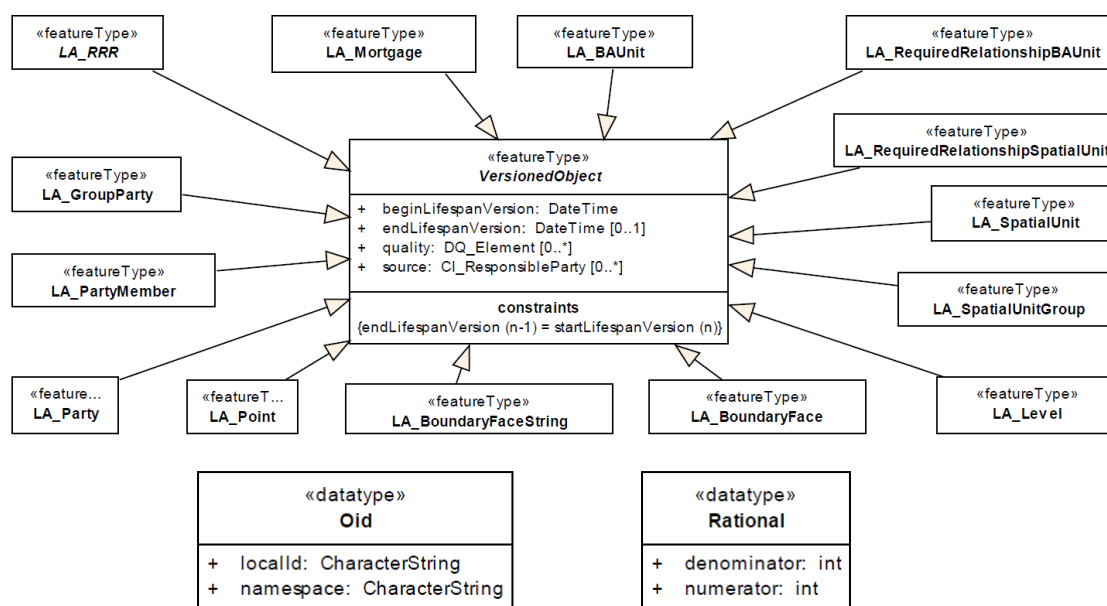 «featureType»
LA_RRR
«featureType»
LA_Mortgage
«featureType»
LA_BAUnit
«featureType»
LA_RequiredRelationshipBAUnit
«featureType»
VersionedObject
+ beginLifespanVersion: DateTime
+ endLifespanVersion: DateTime [0..1]
+ quality: DQ_Element [0..*]
+ source: CI_ResponsibleParty [0..*]
constraints
{endLifespanVersion (n-1) = startLifespanVersion (n)}
«featureType»
LA_RequiredRelationshipSpatialUnit
«featureType»
LA_GroupParty
«featureType»
LA_SpatialUnit
«featureType»
LA_PartyMember
«featureType»
LA_SpatialUnitGroup
«feature...
LA_Party
«featureT...
LA_Point
«featureType»
LA_BoundaryFaceString
«featureType»
LA_BoundaryFace
«featureType»
LA_Level
«datatype»
Oid
+ localId: CharacterString
+ namespace: CharacterString
«datatype»
Rational
+ denominator: int
+ numerator: int